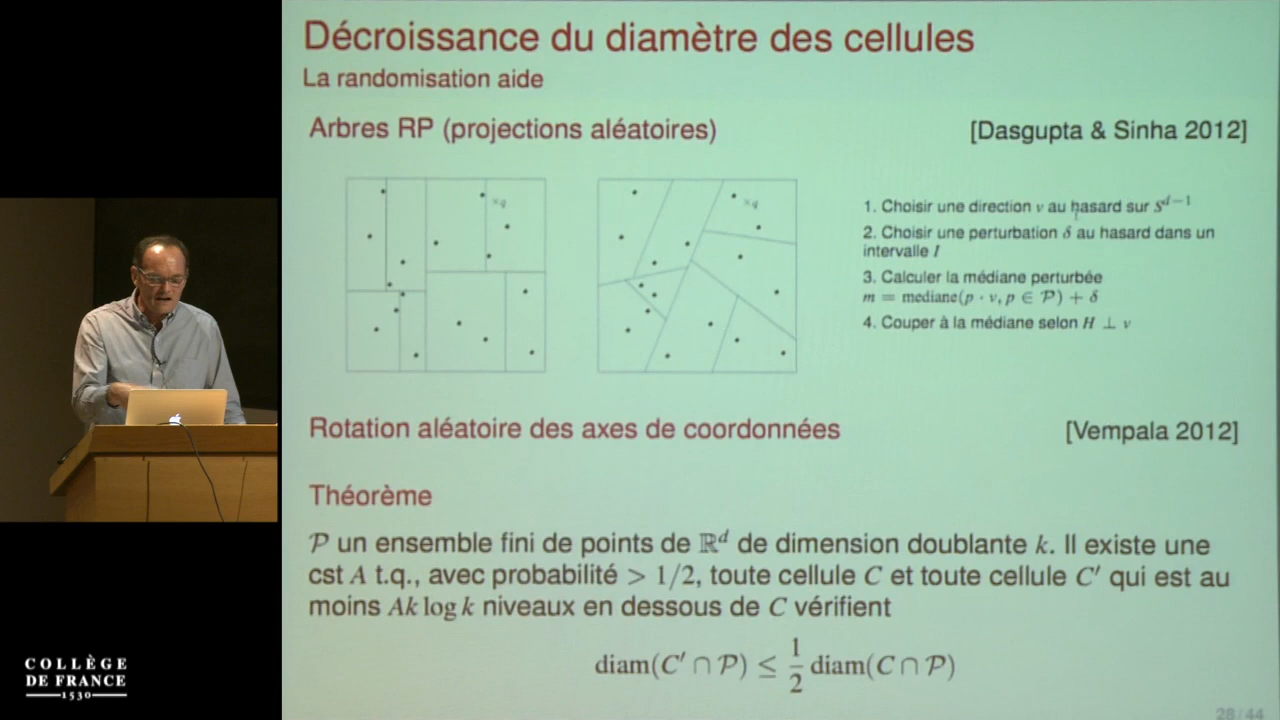 Décroissance du diamètre des cellules
La randomisation aide
Arbres RP (projections aléatoires)
[Dasgupta & Sinha 2012]
×q
×q
1. Choisir une direction v au hasard sur S^{d−1}
2. Choisir une perturbation δ au hasard dans un
intervalle I
3. Calculer la médiane perturbée
m = mediane(p · v, p ∈ P) + δ
4. Couper à la médiane selon H ⊥ v
Rotation aléatoire des axes de coordonnées
[Vempala 2012]
Théorème
P un ensemble fini de points de ℝ^d de dimension doublante k. Il existe une
cst A t.q., avec probabilité > 1/2, toute cellule C et toute cellule C′ qui est au
moins Ak log k niveaux en dessous de C vérifient
diam(C′ ∩ P) ≤ 1/2 diam(C ∩ P)
28/44
COLLÈGE
DE FRANCE
1530